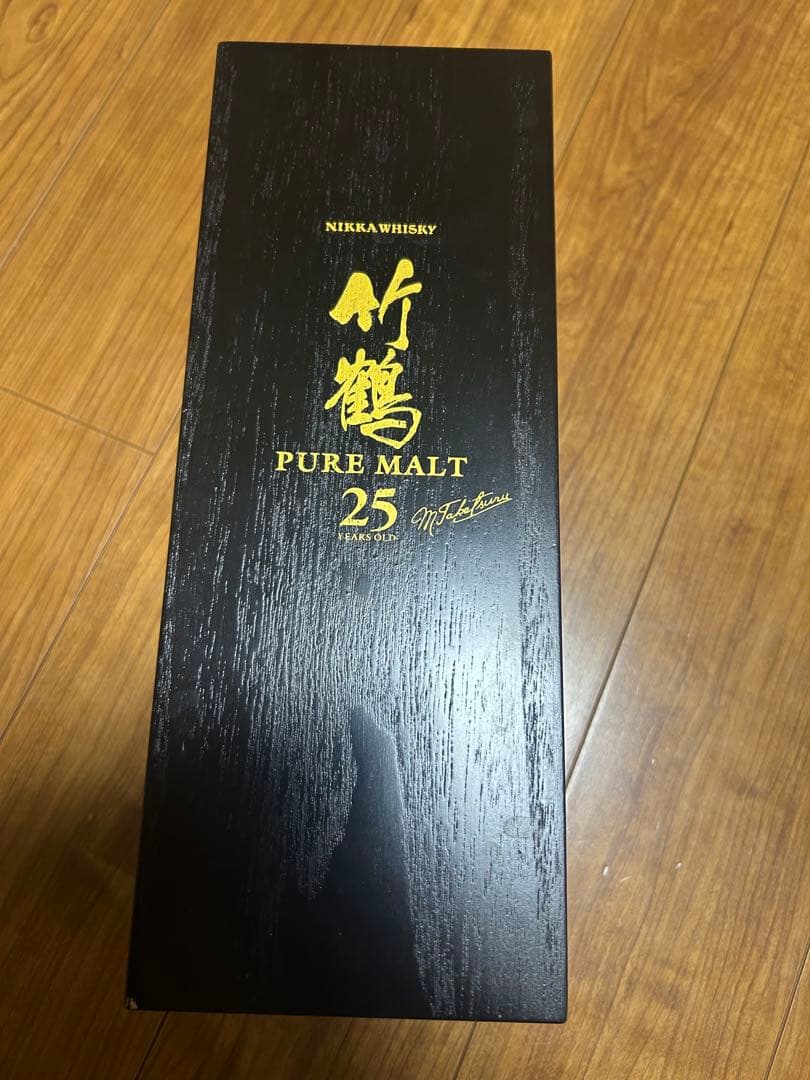 NIKKA WHISKY
竹
鶴
PURE MALT
25
YEARS OLD
M Taketsuru